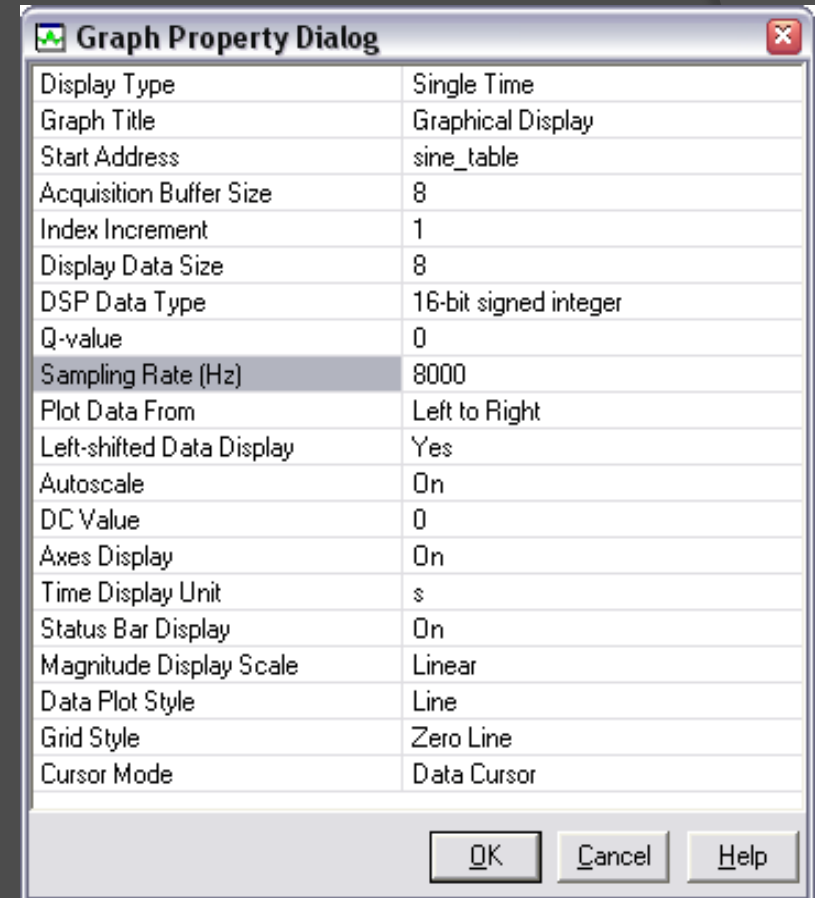 Graph Property Dialog
Display Type Single Time
Graph Title Graphical Display
Start Address sine_table
Acquisition Buffer Size 8
Index Increment 1
Display Data Size 8
DSP Data Type 16-bit signed integer
Q-value 0
Sampling Rate (Hz) 8000
Plot Data From Left to Right
Left-shifted Data Display Yes
Autoscale On
DC Value 0
Axes Display On
Time Display Unit s
Status Bar Display On
Magnitude Display Scale Linear
Data Plot Style Line
Grid Style Zero Line
Cursor Mode Data Cursor
OK Cancel Help